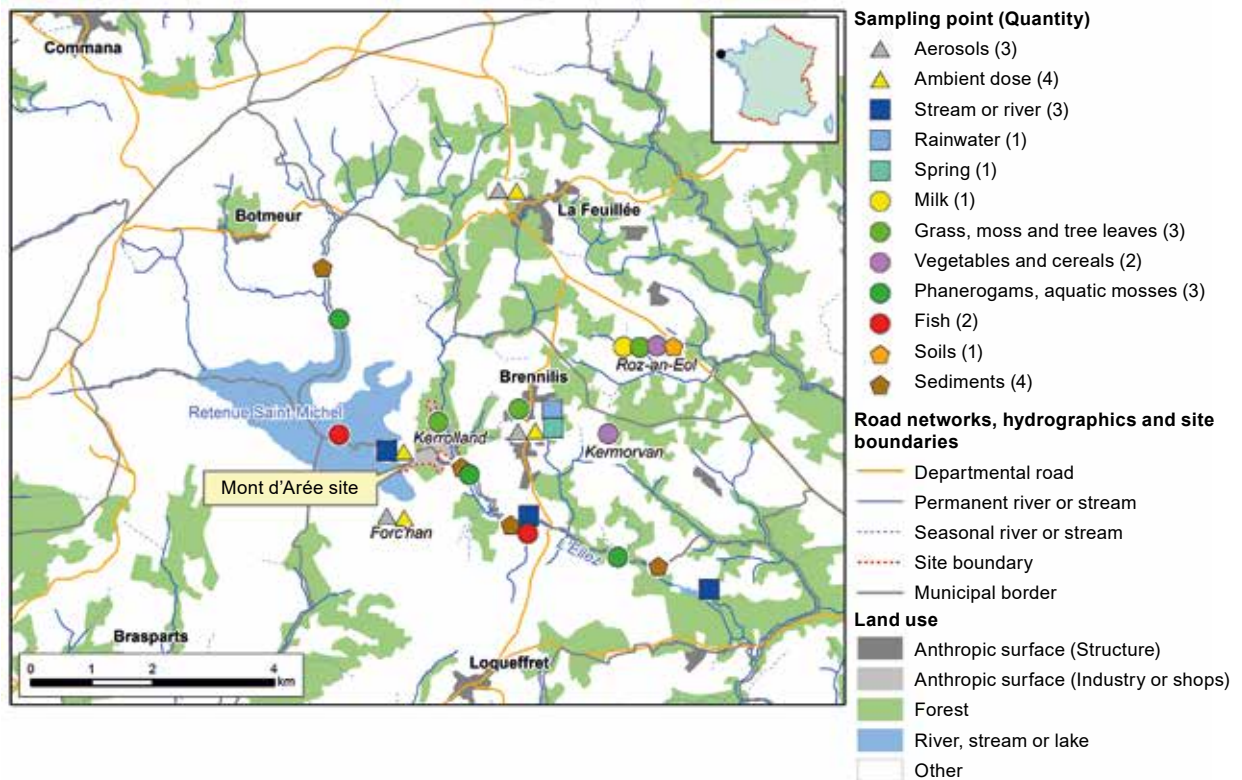 Commana
Botmeur
La Feuillée
Roz-an-Eol
Brennilis
Retenue Saint-Michel
Kerrolland
Kermorvan
Mont d’Arée site
Forc'han
L'Ellez
Brasparts
Loqueffret
0 1 2 4
km
Sampling point (Quantity)
Aerosols (3)
Ambient dose (4)
Stream or river (3)
Rainwater (1)
Spring (1)
Milk (1)
Grass, moss and tree leaves (3)
Vegetables and cereals (2)
Phanerogams, aquatic mosses (3)
Fish (2)
Soils (1)
Sediments (4)
Road networks, hydrographics and site
boundaries
Departmental road
Permanent river or stream
Seasonal river or stream
Site boundary
Municipal border
Land use
Anthropic surface (Structure)
Anthropic surface (Industry or shops)
Forest
River, stream or lake
Other